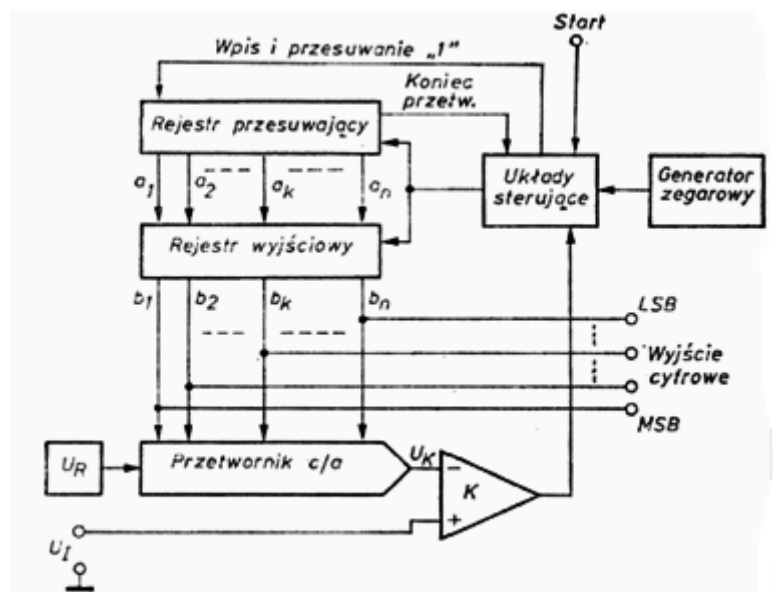 Start
Wpis i przesuwanie „1"
Koniec
przetw.
Rejestr przesuwający
Układy
sterujące
Generator
zegarowy
a1 a2 ak an
Rejestr wyjściowy
b1 b2 bk bn
LSB
Wyjście
cyfrowe
MSB
UR
Przetwornik c/a
UK
−
K
+
UI